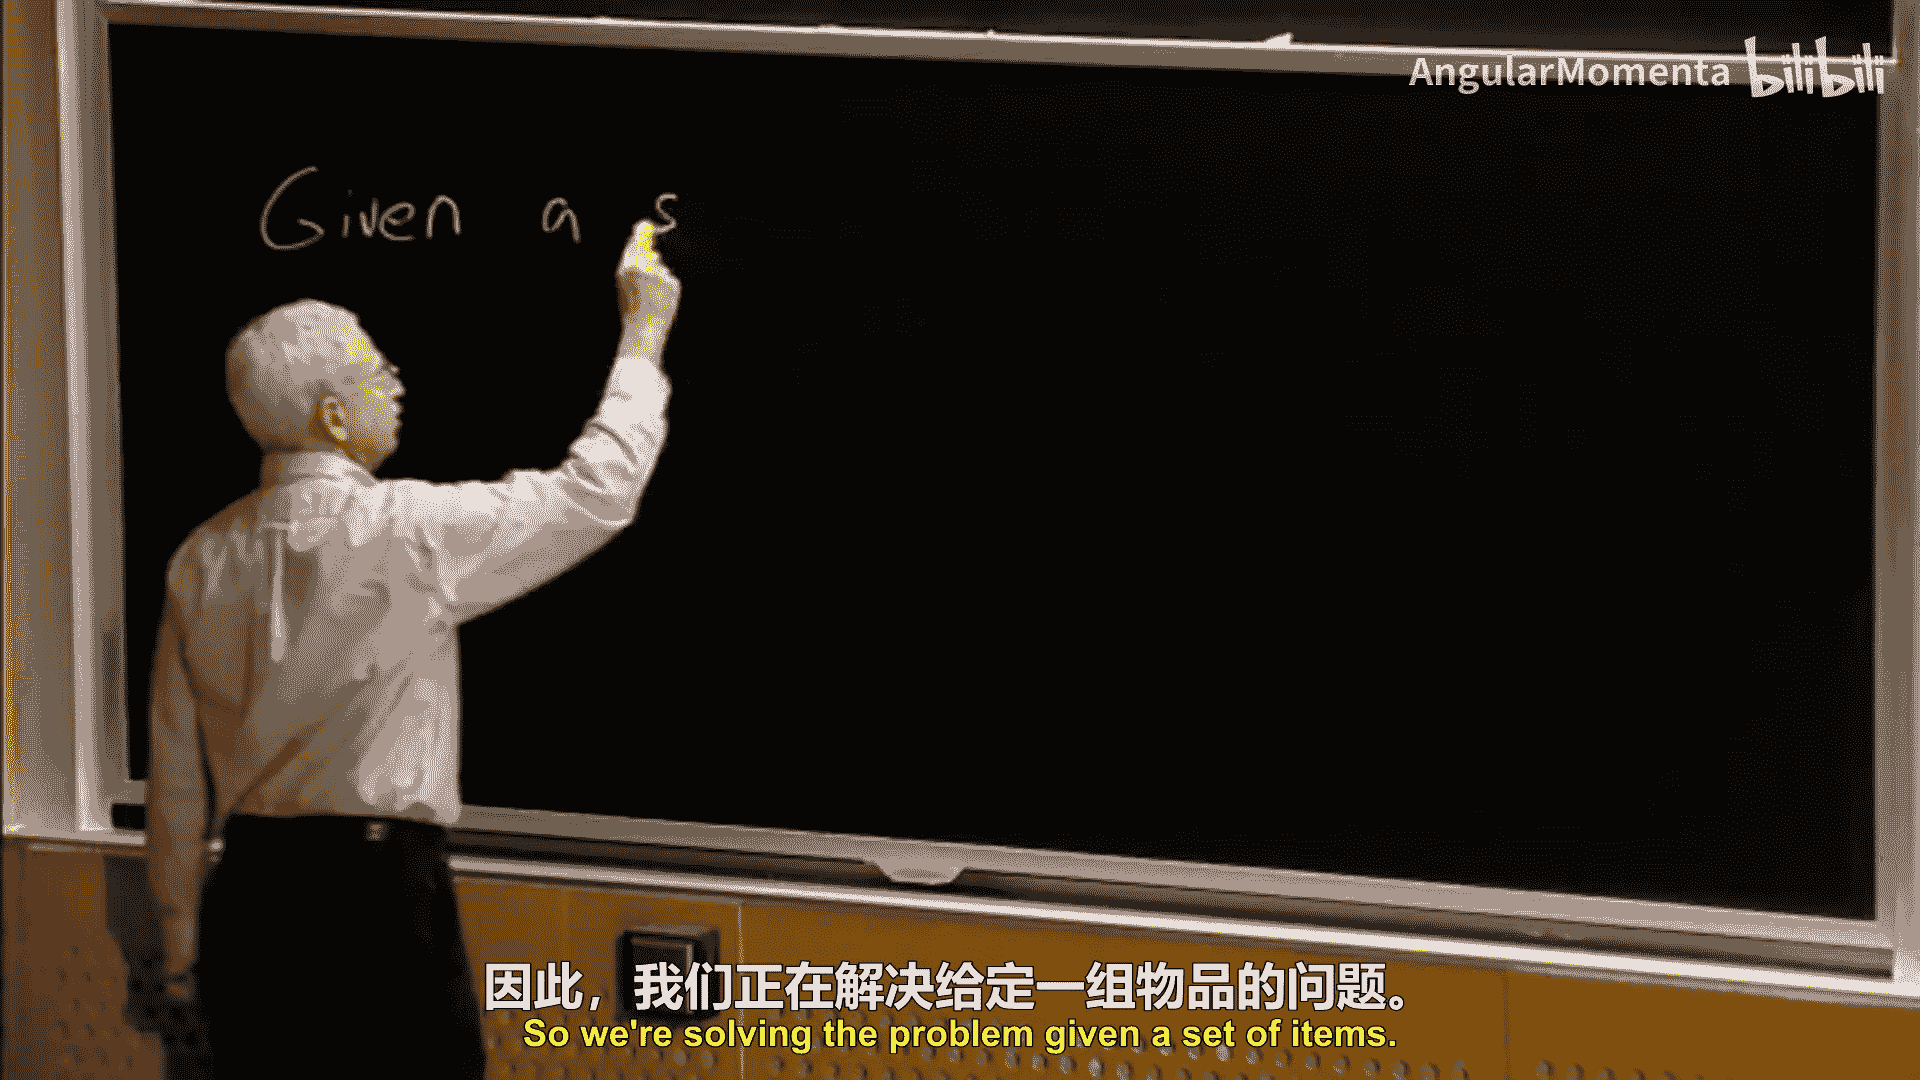 AngularMomenta bilibili
Given a s
因此，我们正在解决给定一组物品的问题。
So we're solving the problem given a set of items.